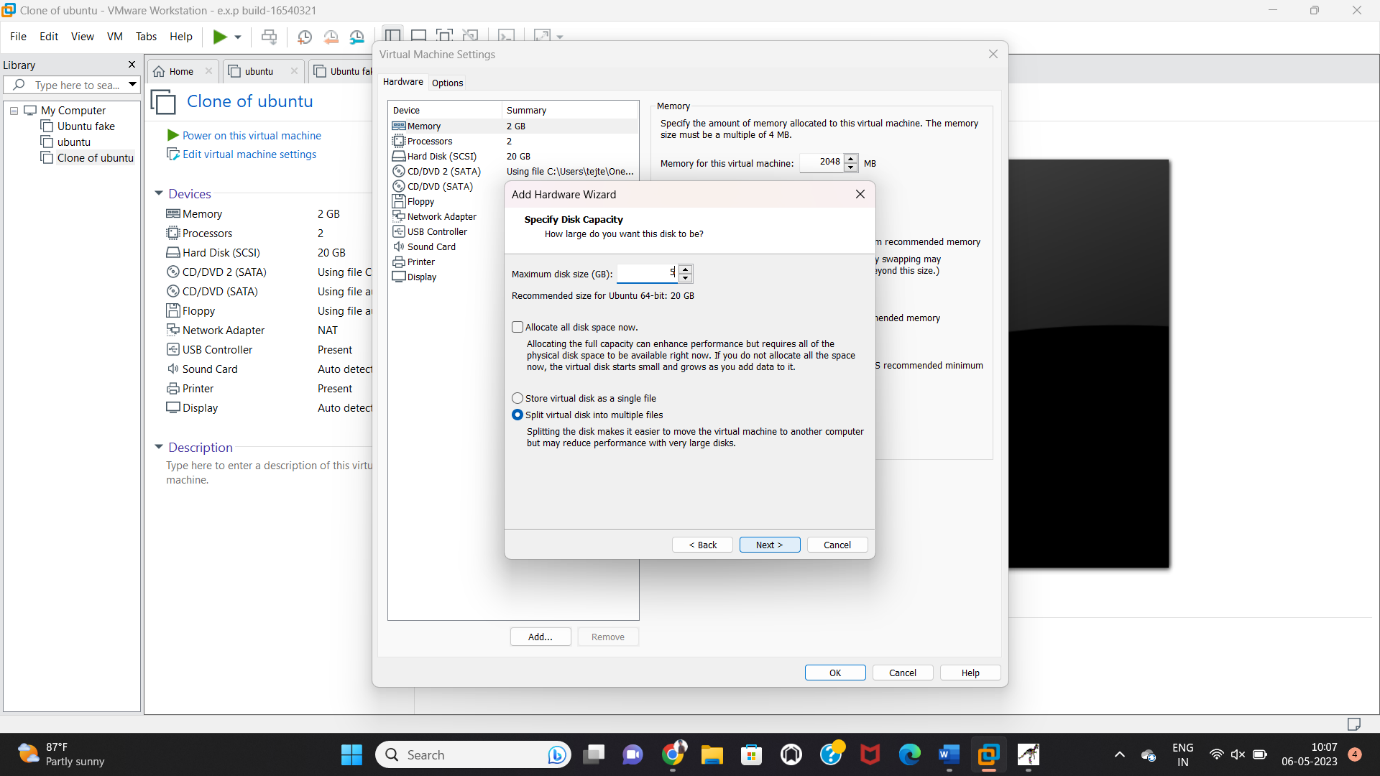 Clone of ubuntu - VMware Workstation - e.x.p build-16540321
File Edit View VM Tabs Help
Library
Type here to sea...
My Computer
Ubuntu fake
ubuntu
Clone of ubuntu
Home
ubuntu
Ubuntu fak
Clone of ubuntu
Power on this virtual machine
Edit virtual machine settings
Devices
Memory 2 GB
Processors 2
Hard Disk (SCSI) 20 GB
CD/DVD 2 (SATA) Using file C
CD/DVD (SATA) Using file a
Floppy Using file a
Network Adapter NAT
USB Controller Present
Sound Card Auto detect
Printer Present
Display Auto detect
Description
Type here to enter a description of this virtu
machine.
Virtual Machine Settings
Hardware Options
Device Summary
Memory 2 GB
Processors 2
Hard Disk (SCSI) 20 GB
CD/DVD 2 (SATA) Using file C:\Users\tejte\One...
CD/DVD (SATA)
Floppy
Network Adapter
USB Controller
Sound Card
Printer
Display
Add...
Remove
Memory
Specify the amount of memory allocated to this virtual machine. The memory
size must be a multiple of 4 MB.
Memory for this virtual machine: 2048 MB
m recommended memory
y swapping may
eyond this size.)
ended memory
S recommended minimum
OK Cancel Help
Add Hardware Wizard
Specify Disk Capacity
How large do you want this disk to be?
Maximum disk size (GB): 5
Recommended size for Ubuntu 64-bit: 20 GB
Allocate all disk space now.
Allocating the full capacity can enhance performance but requires all of the
physical disk space to be available right now. If you do not allocate all the space
now, the virtual disk starts small and grows as you add data to it.
Store virtual disk as a single file
Split virtual disk into multiple files
Splitting the disk makes it easier to move the virtual machine to another computer
but may reduce performance with very large disks.
< Back Next > Cancel
87°F
Partly sunny
Search
ENG
IN
10:07
06-05-2023
4